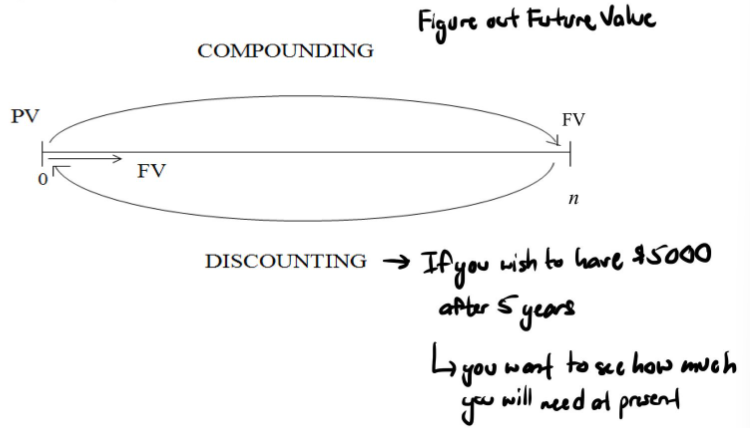 Figure out Future Value
COMPOUNDING
PV
FV
0
FV
n
DISCOUNTING → If you wish to have $5000
after 5 years
↳ you want to see how much
you will need at present